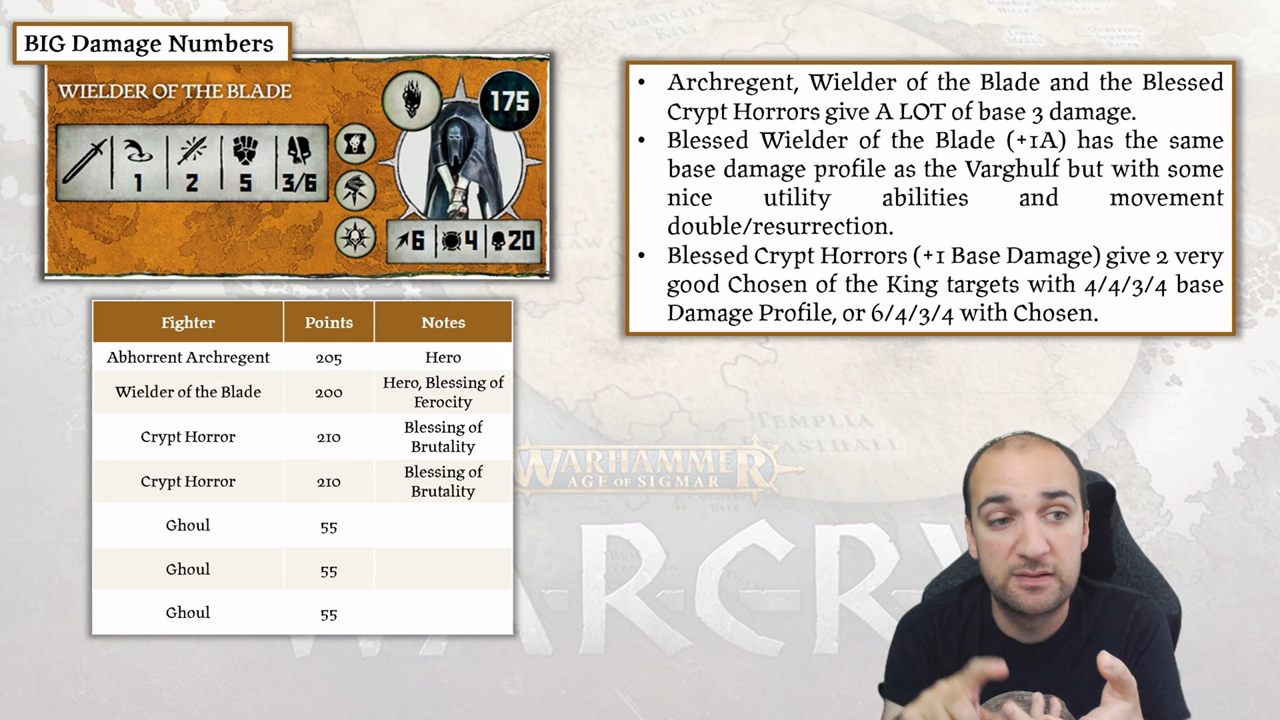 BIG Damage Numbers
WIELDER OF THE BLADE
175
1 2 5 3/6
6 4 20
Fighter Points Notes
Abhorrent Archregent 205 Hero
Wielder of the Blade 200 Hero, Blessing of
Ferocity
Crypt Horror 210 Blessing of
Brutality
Crypt Horror 210 Blessing of
Brutality
Ghoul 55
Ghoul 55
Ghoul 55
• Archregent, Wielder of the Blade and the Blessed
Crypt Horrors give A LOT of base 3 damage.
• Blessed Wielder of the Blade (+1A) has the same
base damage profile as the Varghulf but with some
nice utility abilities and movement
double/resurrection.
• Blessed Crypt Horrors (+1 Base Damage) give 2 very
good Chosen of the King targets with 4/4/3/4 base
Damage Profile, or 6/4/3/4 with Chosen.
TEMPLIA
WARHAMMER
AGE OF SIGMAR